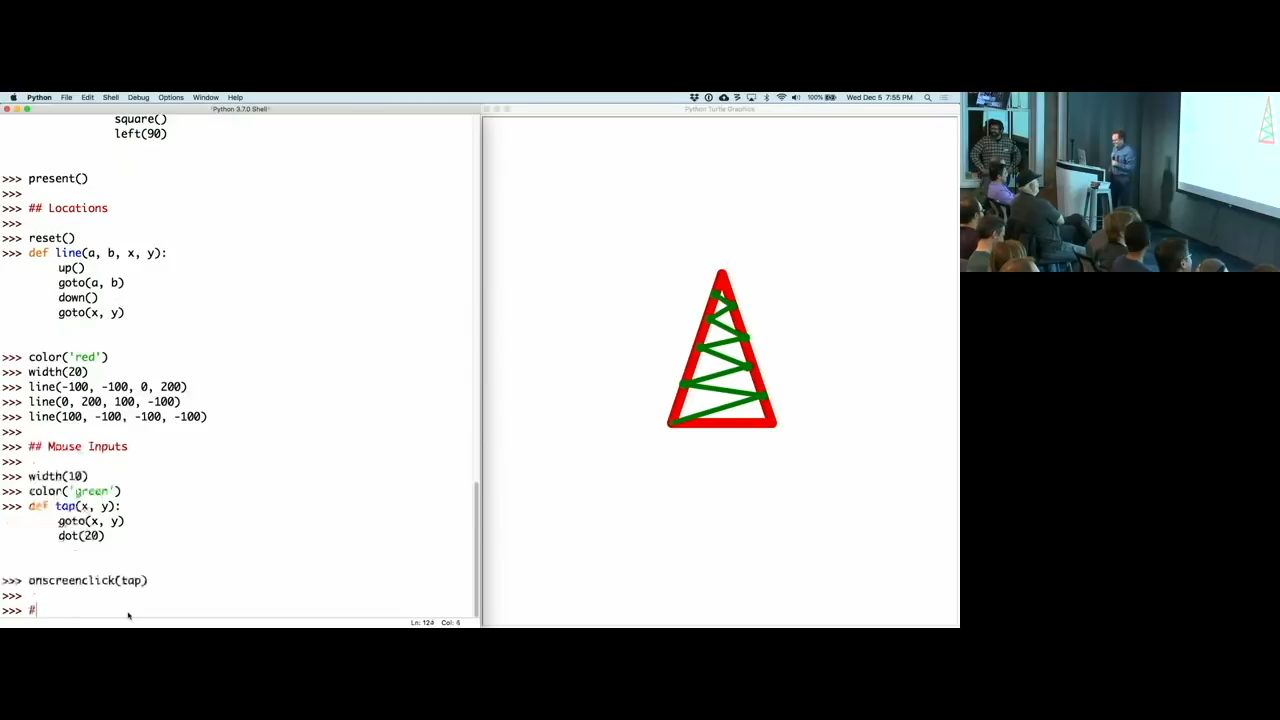 Python File Edit Shell Debug Options Window Help 100% Wed Dec 5 7:55 PM
*Python 3.7.0 Shell*
Python Turtle Graphics
square()
left(90)
>>> present()
>>>
>>> ## Locations
>>>
>>> reset()
>>> def line(a, b, x, y):
up()
goto(a, b)
down()
goto(x, y)
>>> color('red')
>>> width(20)
>>> line(-100, -100, 0, 200)
>>> line(0, 200, 100, -100)
>>> line(100, -100, -100, -100)
>>>
>>> ## Mouse Inputs
>>>
>>> width(10)
>>> color('green')
>>> def tap(x, y):
goto(x, y)
dot(20)
>>> onscreenclick(tap)
>>>
>>> #
Ln: 124 Col: 6